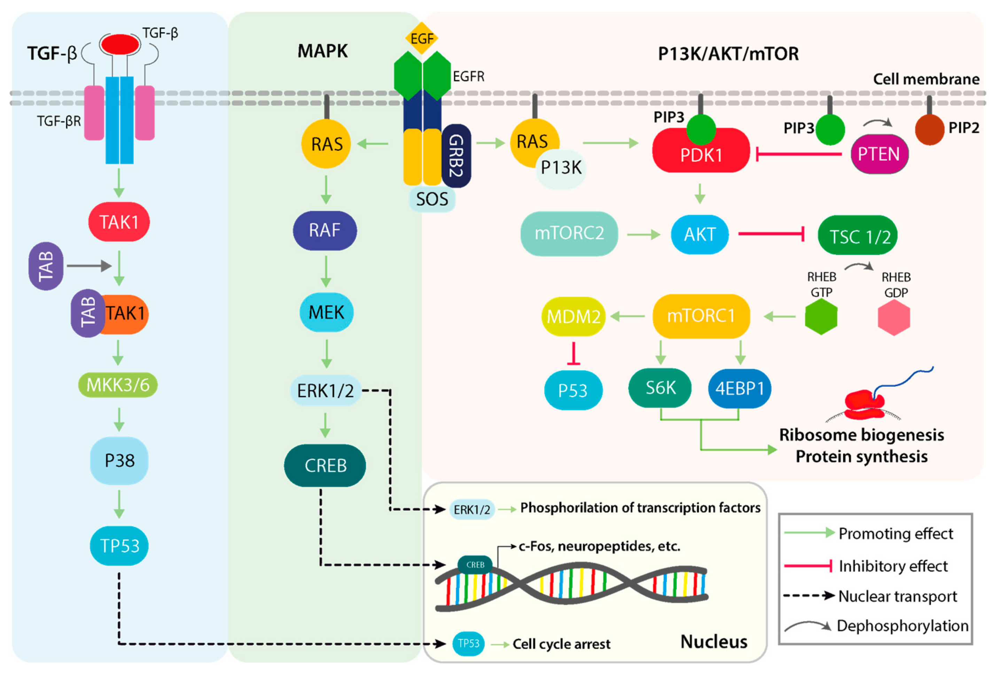 TGF-β
TGF-β
TGF-βR
TAK1
TAB
TAB
TAK1
MKK3/6
P38
TP53
MAPK
EGF
EGFR
RAS
GRB2
SOS
RAF
MEK
ERK1/2
CREB
P13K/AKT/mTOR
Cell membrane
RAS
P13K
PIP3
PDK1
PIP3
PTEN
PIP2
mTORC2
AKT
TSC 1/2
RHEB
GTP
RHEB
GDP
MDM2
mTORC1
P53
S6K
4EBP1
Ribosome biogenesis
Protein synthesis
ERK1/2
Phosphorilation of transcription factors
c-Fos, neuropeptides, etc.
CREB
TP53
Cell cycle arrest
Nucleus
Promoting effect
Inhibitory effect
Nuclear transport
Dephosphorylation